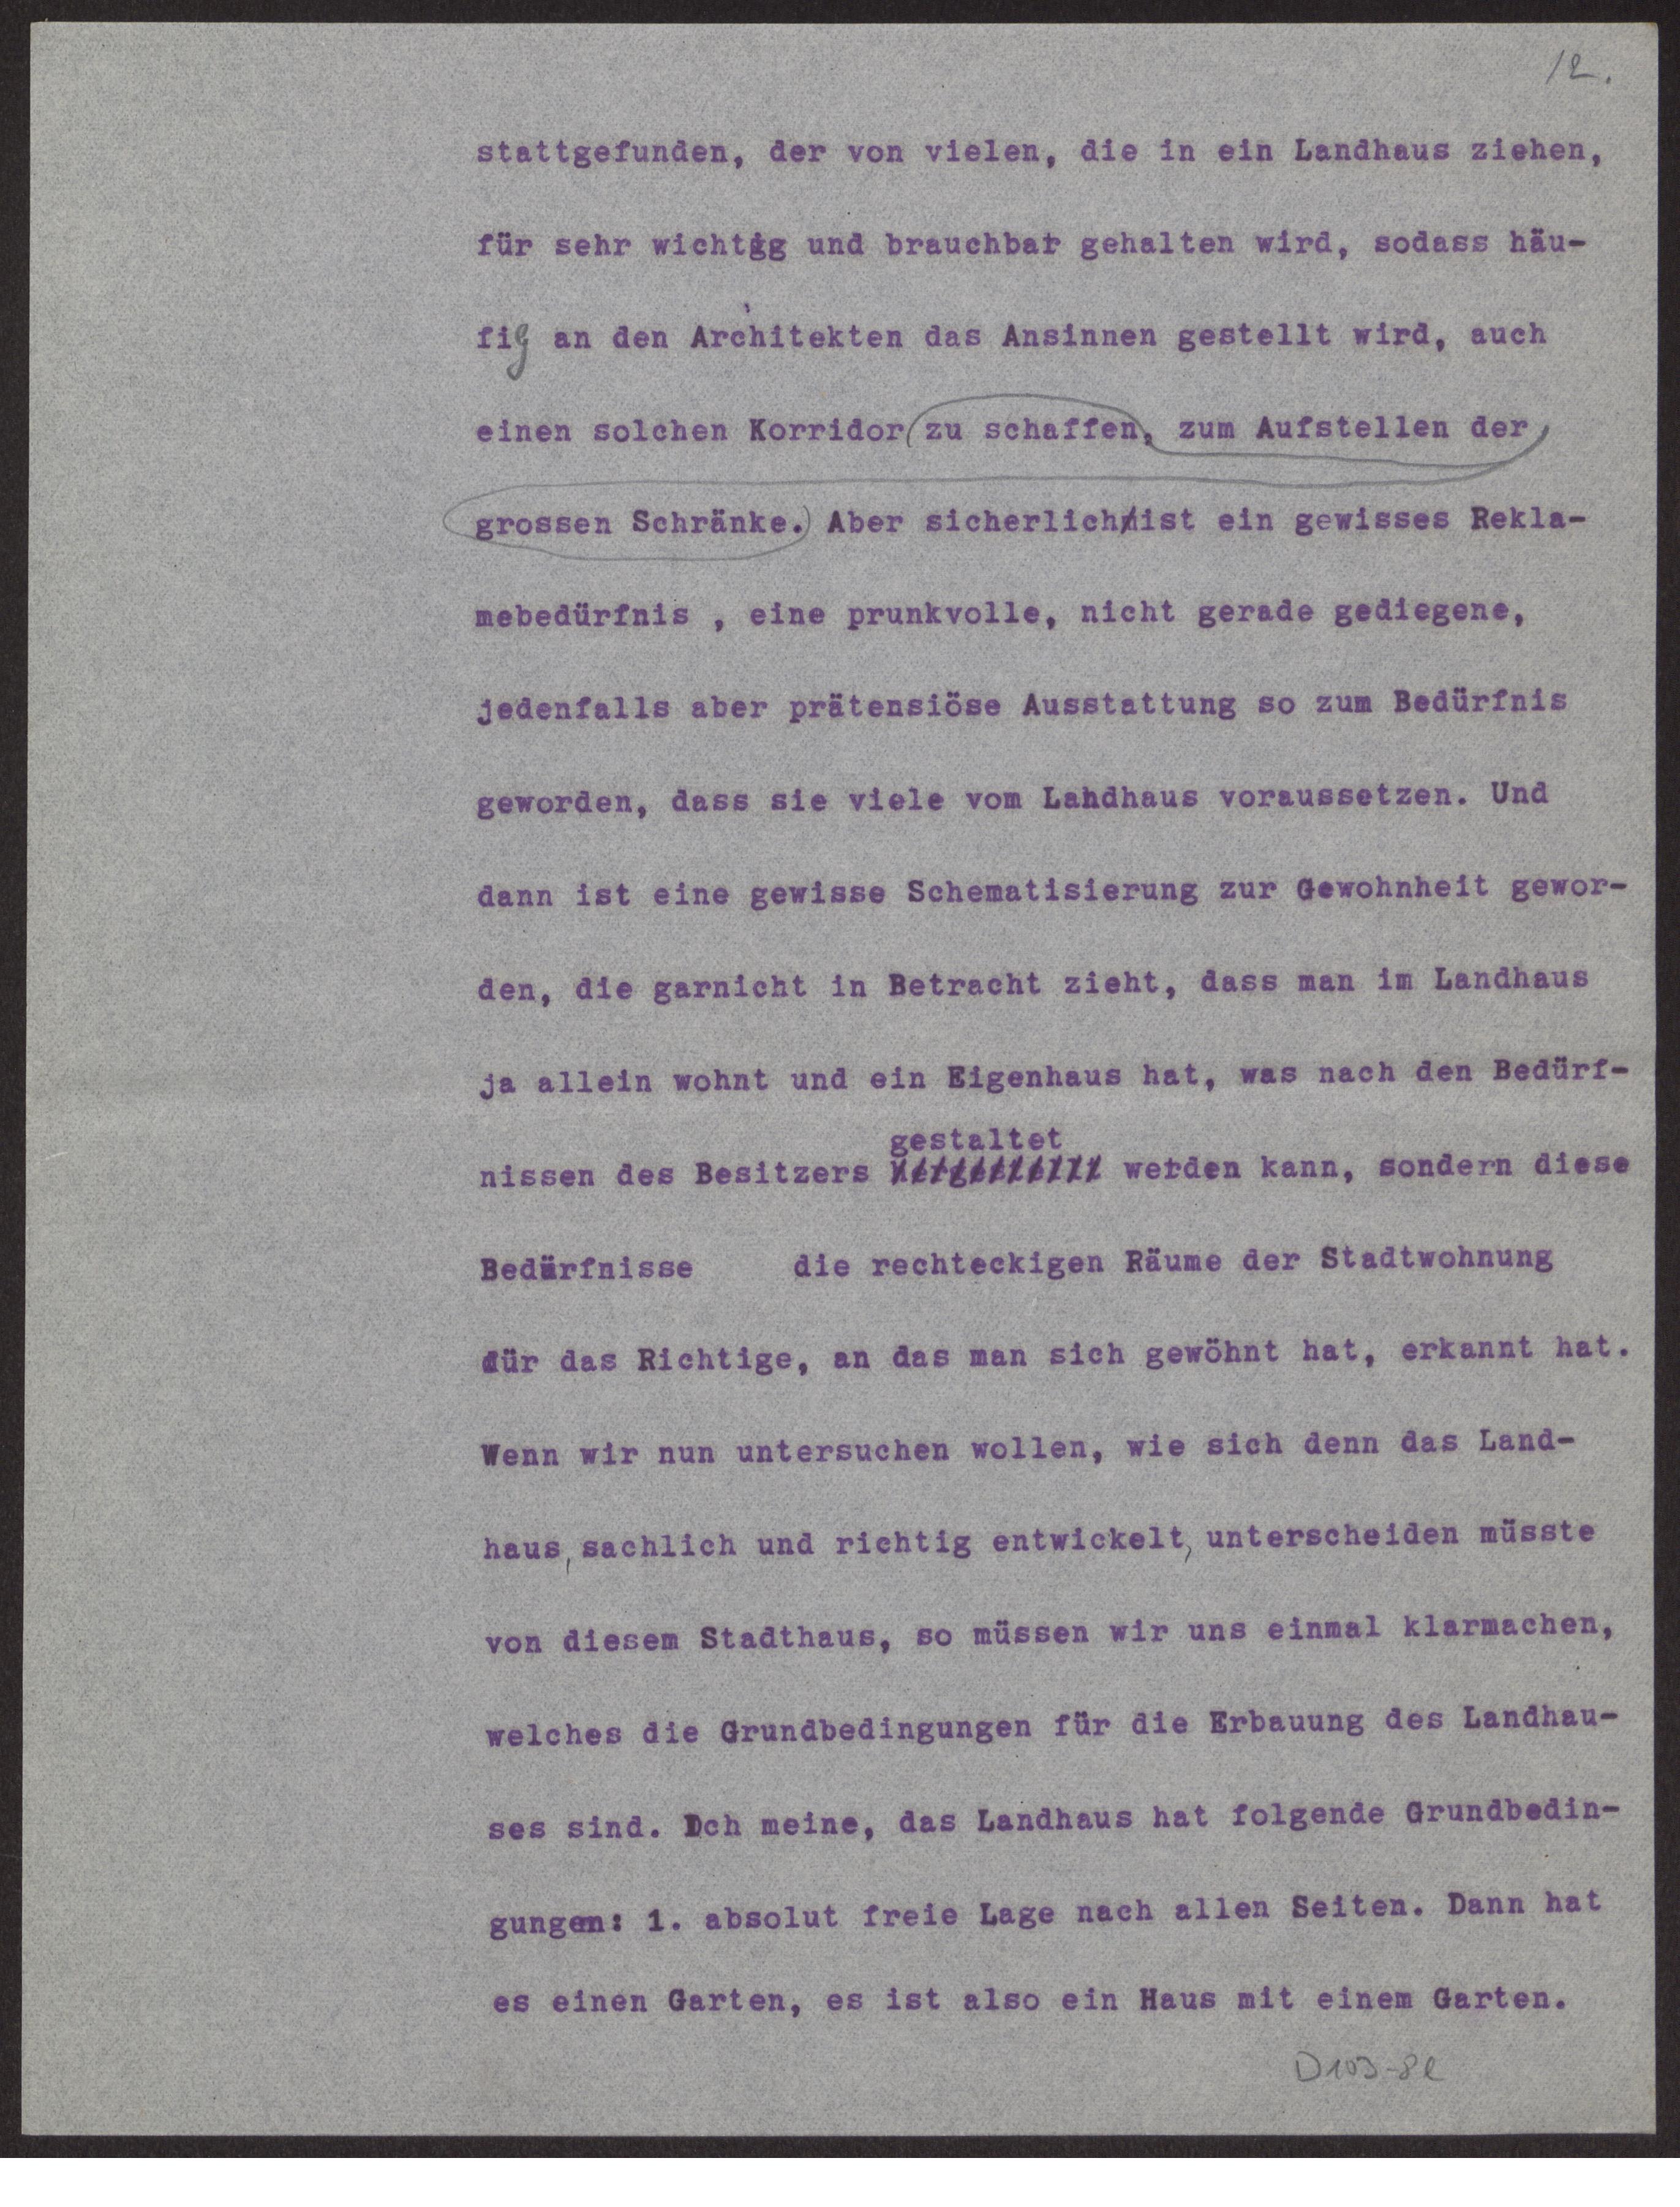 12.
stattgefunden, der von vielen, die in ein Landhaus ziehen,
für sehr wichtig und brauchbar gehalten wird, sodass häu-
fig an den Architekten das Ansinnen gestellt wird, auch
einen solchen Korridor (zu schaffen, zum Aufstellen der
grossen Schränke.) Aber sicherlich ist ein gewisses Rekla-
mebedürfnis , eine prunkvolle, nicht gerade gediegene,
jedenfalls aber prätensiöse Ausstattung so zum Bedürfnis
geworden, dass sie viele vom Landhaus voraussetzen. Und
dann ist eine gewisse Schematisierung zur Gewohnheit gewor-
den, die garnicht in Betracht zieht, dass man im Landhaus
ja allein wohnt und ein Eigenhaus hat, was nach den Bedürf-
gestaltet
nissen des Besitzers werden kann, sondern diese
Bedürfnisse die rechteckigen Räume der Stadtwohnung
dür das Richtige, an das man sich gewöhnt hat, erkannt hat.
Wenn wir nun untersuchen wollen, wie sich denn das Land-
haus, sachlich und richtig entwickelt, unterscheiden müsste
von diesem Stadthaus, so müssen wir uns einmal klarmachen,
welches die Grundbedingungen für die Erbauung des Landhau-
ses sind. Ich meine, das Landhaus hat folgende Grundbedin-
gungen: 1. absolut freie Lage nach allen Seiten. Dann hat
es einen Garten, es ist also ein Haus mit einem Garten.
D103-8l